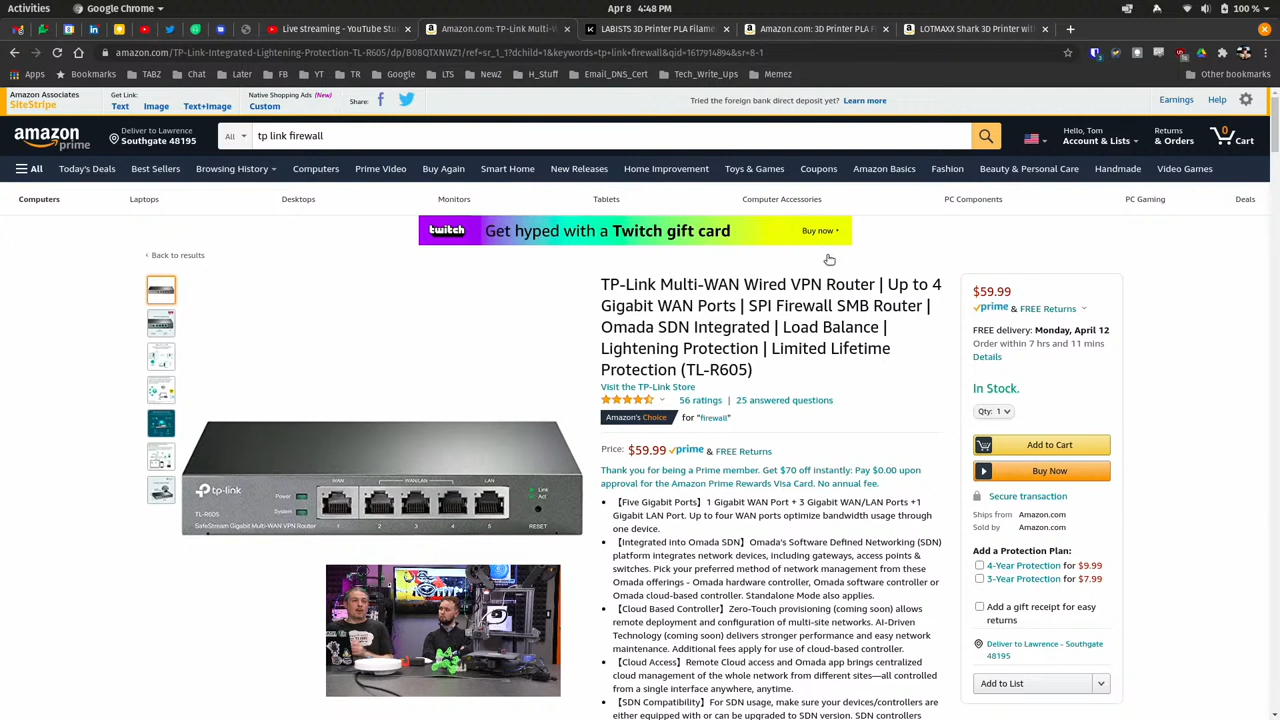 Activities
Google Chrome
Apr 8 4:48 PM
100 %
Live streaming - YouTube S
Amazon.com: TP-Link Multi-W
LABISTS 3D Printer PLA Filame
Amazon.com: 3D Printer PLA F
LOTMAXX Shark 3D Printer wit
amazon.com/TP-Link-Integrated-Lightening-Protection-TL-R605/dp/B08QTXNWZ1/ref=sr_1_1?dchild=1&keywords=tp+link+firewall&qid=1617914894&sr=8-1
Apps Bookmarks TABZ Chat Later FB YT TR Google LTS NewZ H_Stuff Email_DNS_Cert Tech_Write_Ups Memez Other bookmarks
Amazon Associates
SiteStripe
Get Link:
Text Image Text+Image
Native Shopping Ads (New)
Custom
Share:
Tried the foreign bank direct deposit yet? Learn more
Earnings Help
amazon
prime
Deliver to Lawrence
Southgate 48195
All
tp link firewall
Hello, Tom
Account & Lists
Returns
& Orders
0
Cart
All Today's Deals Best Sellers Browsing History Computers Prime Video Buy Again Smart Home New Releases Home Improvement Toys & Games Coupons Amazon Basics Fashion Beauty & Personal Care Handmade Video Games
Computers Laptops Desktops Monitors Tablets Computer Accessories PC Components PC Gaming Deals
twitch Get hyped with a Twitch gift card Buy now
‹ Back to results
TP-Link Multi-WAN Wired VPN Router | Up to 4
Gigabit WAN Ports | SPI Firewall SMB Router |
Omada SDN Integrated | Load Balance |
Lightening Protection | Limited Lifetime
Protection (TL-R605)
Visit the TP-Link Store
56 ratings | 25 answered questions
Amazon's Choice for "firewall"
Price: $59.99 prime & FREE Returns
Thank you for being a Prime member. Get $70 off instantly: Pay $0.00 upon
approval for the Amazon Prime Rewards Visa Card. No annual fee.
• 【Five Gigabit Ports】1 Gigabit WAN Port + 3 Gigabit WAN/LAN Ports +1
Gigabit LAN Port. Up to four WAN ports optimize bandwidth usage through
one device.
• 【Integrated into Omada SDN】Omada's Software Defined Networking (SDN)
platform integrates network devices, including gateways, access points &
switches. Pick your preferred method of network management from these
Omada offerings - Omada hardware controller, Omada software controller or
Omada cloud-based controller. Standalone Mode also applies.
• 【Cloud Based Controller】Zero-Touch provisioning (coming soon) allows
remote deployment and configuration of multi-site networks. AI-Driven
Technology (coming soon) delivers stronger performance and easy network
maintenance. Additional fees apply for use of cloud-based controller.
• 【Cloud Access】Remote Cloud access and Omada app brings centralized
cloud management of the whole network from different sites—all controlled
from a single interface anywhere, anytime.
• 【SDN Compatibility】For SDN usage, make sure your devices/controllers are
either equipped with or can be upgraded to SDN version. SDN controllers
tp-link
TL-R605
SafeStream Gigabit Multi-WAN VPN Router
Power
System
WAN
WAN/LAN
LAN
1 2 3 4 5
Link
Act
RESET
$59.99
prime & FREE Returns
FREE delivery: Monday, April 12
Order within 7 hrs and 11 mins
Details
In Stock.
Qty: 1
Add to Cart
Buy Now
Secure transaction
Ships from Amazon.com
Sold by Amazon.com
Add a Protection Plan:
4-Year Protection for $9.99
3-Year Protection for $7.99
Add a gift receipt for easy
returns
Deliver to Lawrence - Southgate
48195
Add to List